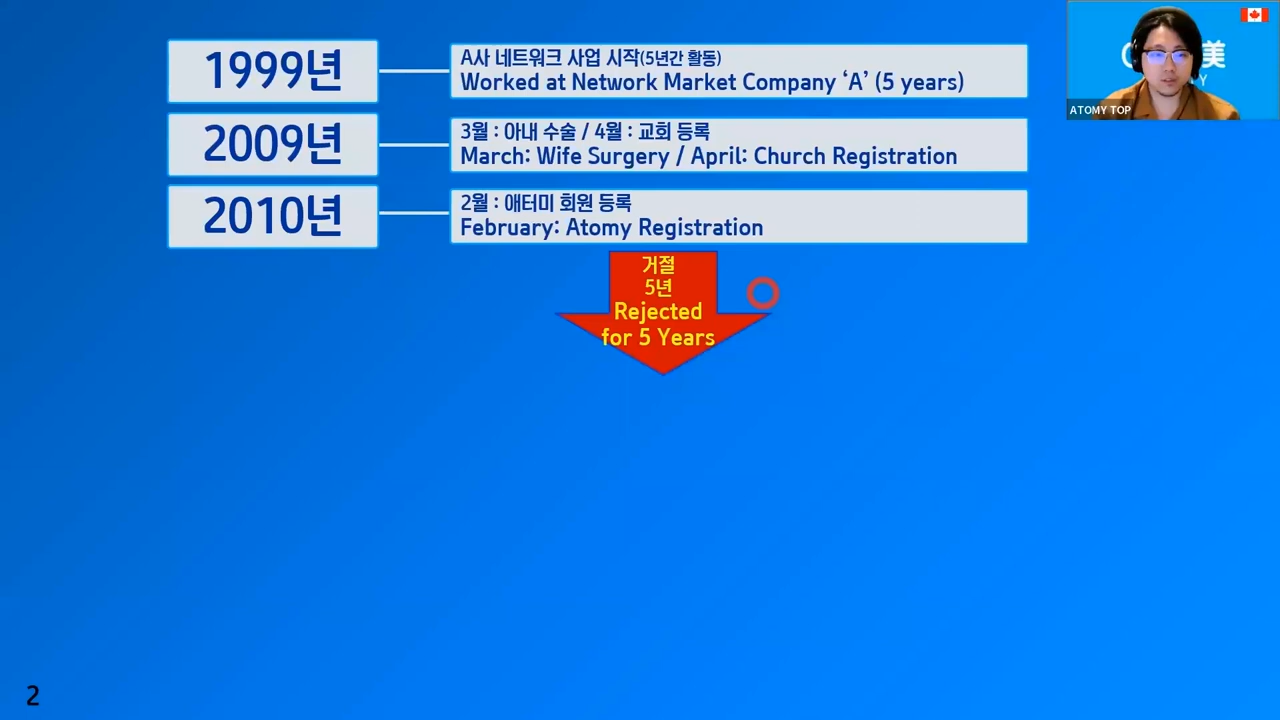 1999년
A사 네트워크 사업 시작(5년간 활동)
Worked at Network Market Company ‘A’ (5 years)
2009년
3월 : 아내 수술 / 4월 : 교회 등록
March: Wife Surgery / April: Church Registration
2010년
2월 : 애터미 회원 등록
February: Atomy Registration
거절
5년
Rejected
for 5 Years
美
ATOMY TOP
2